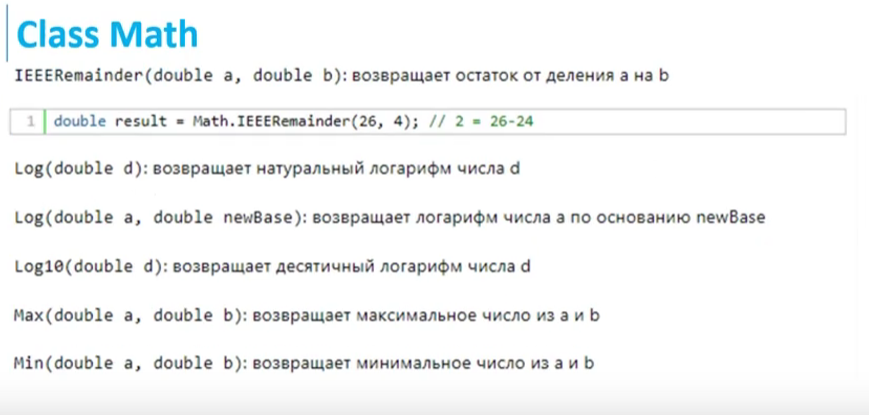 Class Math
IEEERemainder(double a, double b): возвращает остаток от деления a на b
1 double result = Math.IEEERemainder(26, 4); // 2 = 26-24
Log(double d): возвращает натуральный логарифм числа d
Log(double a, double newBase): возвращает логарифм числа a по основанию newBase
Log10(double d): возвращает десятичный логарифм числа d
Max(double a, double b): возвращает максимальное число из a и b
Min(double a, double b): возвращает минимальное число из a и b